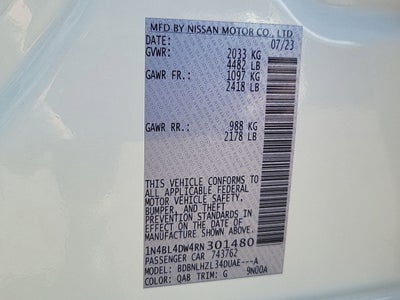 MFD BY NISSAN MOTOR CO., LTD
DATE: 07/23
GVWR: 2033 KG
4482 LB
GAWR FR.: 1097 KG
2418 LB
GAWR RR.: 988 KG
2178 LB
THIS VEHICLE CONFORMS TO
ALL APPLICABLE FEDERAL
MOTOR VEHICLE SAFETY,
BUMPER, AND THEFT
PREVENTION STANDARDS IN
EFFECT ON THE DATE OF
MANUFACTURE SHOWN ABOVE.
1N4BL4DW4RN301480
PASSENGER CAR 743762
MODEL: BDBNLHZL34DUAE---A
COLOR: QAB TRIM: G 9N00A